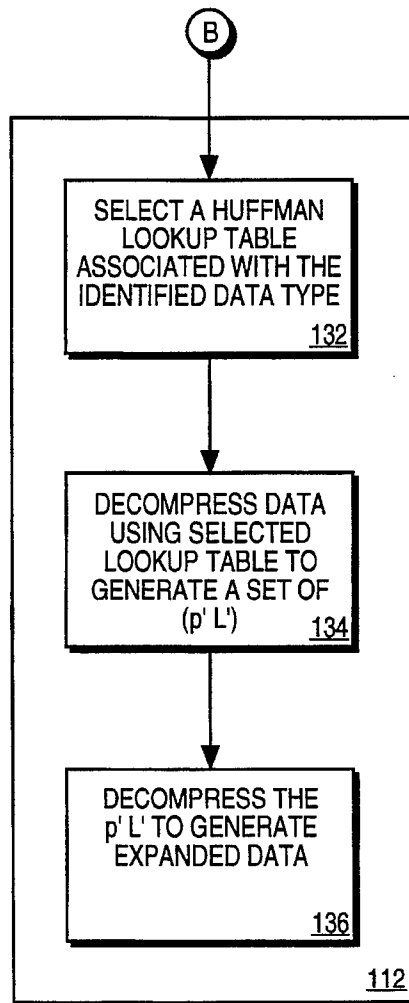 B
SELECT A HUFFMAN
LOOKUP TABLE
ASSOCIATED WITH THE
IDENTIFIED DATA TYPE
132
DECOMPRESS DATA
USING SELECTED
LOOKUP TABLE TO
GENERATE A SET OF
(p' L')
134
DECOMPRESS THE
p' L' TO GENERATE
EXPANDED DATA
136
112